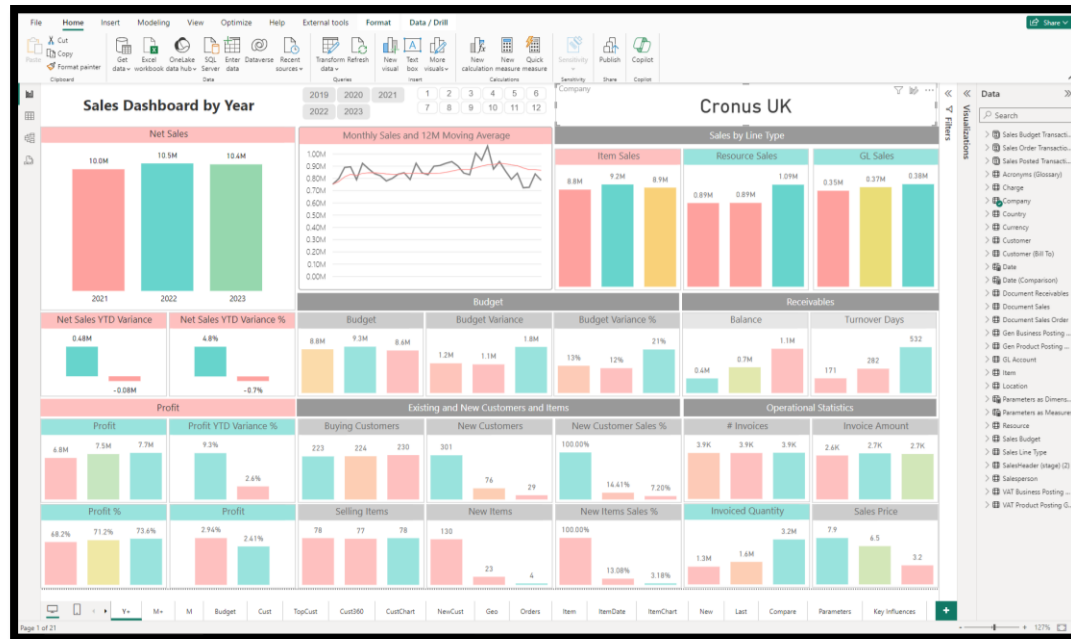 File Home Insert Modeling View Optimize Help External tools Format Data / Drill
Share
Paste
Cut
Copy
Format painter
Get data
Excel workbook
OneLake data hub
SQL Server
Enter data
Dataverse
Recent sources
Transform data
Refresh
New visual
Text box
More visuals
New calculation
New measure
Quick measure
Sensitivity
Publish
Copilot
Clipboard Data Queries Insert Calculations Sensitivity Share Copilot
Sales Dashboard by Year
2019 2020 2021
2022 2023
1 2 3 4 5 6
7 8 9 10 11 12
Company
Cronus UK
Net Sales
10.0M 10.5M 10.4M
2021 2022 2023
Monthly Sales and 12M Moving Average
1.00M
0.90M
0.80M
0.70M
0.60M
0.50M
0.40M
0.30M
0.20M
0.10M
0.00M
Sales by Line Type
Item Sales
8.8M 9.2M 8.9M
Resource Sales
0.89M 0.89M 1.09M
GL Sales
0.35M 0.37M 0.38M
Net Sales YTD Variance
0.48M
-0.08M
Net Sales YTD Variance %
4.8%
-0.7%
Budget
Budget
8.8M 9.3M 8.6M
Budget Variance
1.2M 1.1M 1.8M
Budget Variance %
13% 12% 21%
Receivables
Balance
0.4M 0.7M 1.1M
Turnover Days
171 282 532
Profit
Profit
6.8M 7.5M 7.7M
Profit YTD Variance %
9.3%
2.6%
Profit %
68.2% 71.2% 73.6%
Profit
2.94% 2.41%
Existing and New Customers and Items
Buying Customers
223 224 230
New Customers
301 76 29
New Customer Sales %
100.00% 14.41% 7.20%
Selling Items
78 77 78
New Items
130 23 4
New Items Sales %
100.00% 13.08% 3.18%
Operational Statistics
# Invoices
3.9K 3.9K 3.9K
Invoice Amount
2.6K 2.7K 2.7K
Invoiced Quantity
1.3M 1.6M 3.2M
Sales Price
7.9 6.5 3.2
Filters
Visualizations
Data
Search
Sales Budget Transacti...
Sales Order Transactio...
Sales Posted Transacti...
Acronyms (Glossary)
Charge
Company
Country
Currency
Customer
Customer (Bill To)
Date
Date (Comparison)
Document Receivables
Document Sales
Document Sales Order
Gen Business Posting ...
Gen Product Posting ...
GL Account
Item
Location
Parameters as Dimens...
Parameters as Measure
Resource
Sales Budget
Sales Line Type
SalesHeader (stage) (2)
Salesperson
VAT Business Posting ...
VAT Product Posting G...
Y+ M+ M Budget Cust TopCust Cust360 CustChart NewCust Geo Orders Item ItemDate ItemChart New Last Compare Parameters Key Influences +
Page 1 of 21
- + 127%